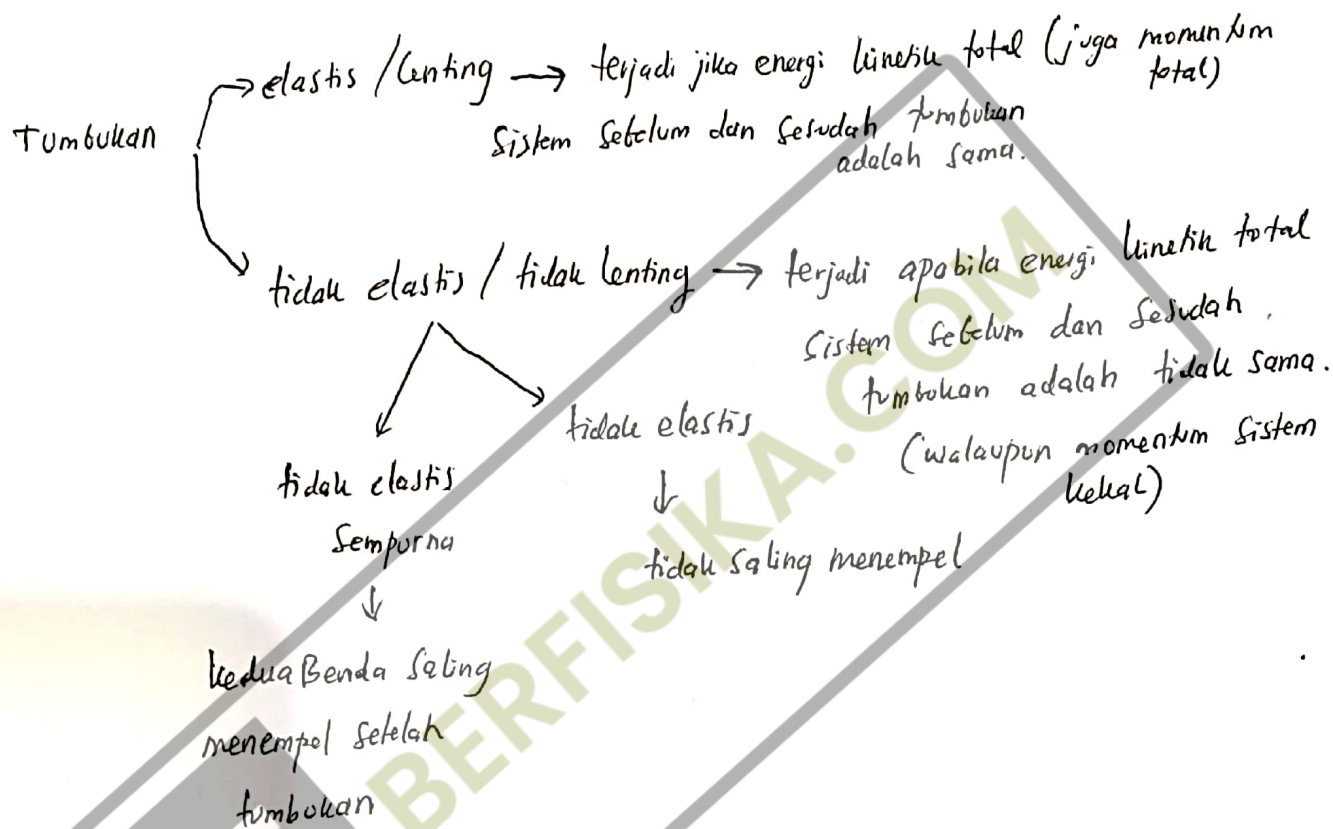 Tumbukan
elastis / lenting → terjadi jika energi kinetik total (juga momentum
total)
sistem sebelum dan sesudah tumbukan
adalah sama.
tidak elastis / tidak lenting → terjadi apabila energi kinetik total
sistem sebelum dan sesudah
tumbukan adalah tidak sama.
(walaupun momentum sistem
kekal)
tidak elastis
sempurna
↓
kedua Benda saling
menempel setelah
tumbukan
tidak elastis
↓
tidak saling menempel
BERFISIKA.COM